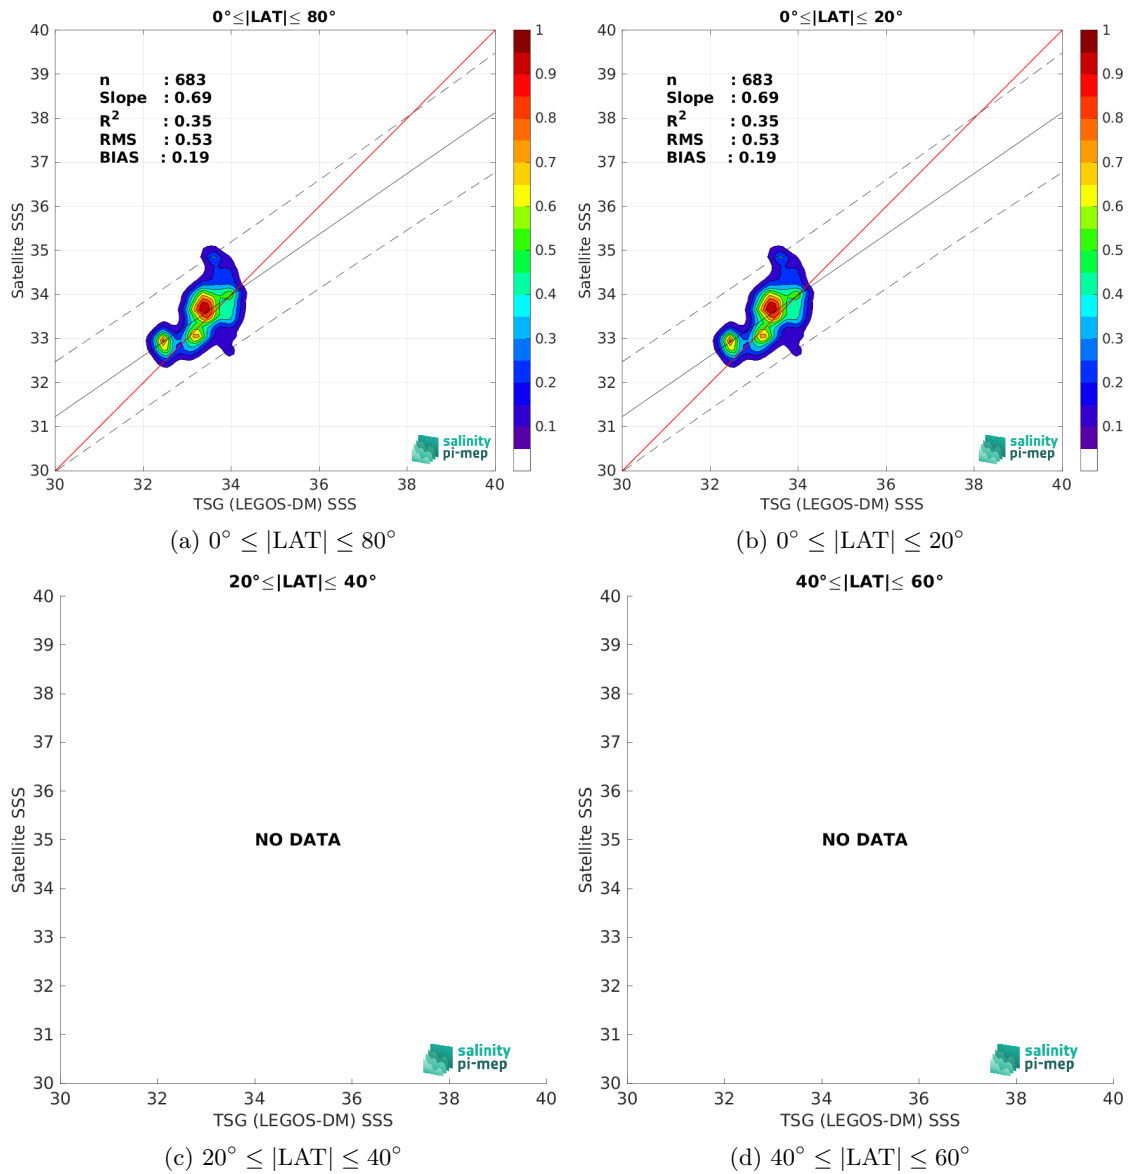 0°≤|LAT|≤ 80°
40
39
38
37
36
35
34
33
32
31
30
30
32
34
36
38
40
Satellite SSS
TSG (LEGOS-DM) SSS
n : 683
Slope : 0.69
R² : 0.35
RMS : 0.53
BIAS : 0.19
1
0.9
0.8
0.7
0.6
0.5
0.4
0.3
0.2
0.1
salinity
pi-mep
(a) 0° ≤ |LAT| ≤ 80°
0°≤|LAT|≤ 20°
40
39
38
37
36
35
34
33
32
31
30
30
32
34
36
38
40
Satellite SSS
TSG (LEGOS-DM) SSS
n : 683
Slope : 0.69
R² : 0.35
RMS : 0.53
BIAS : 0.19
1
0.9
0.8
0.7
0.6
0.5
0.4
0.3
0.2
0.1
salinity
pi-mep
(b) 0° ≤ |LAT| ≤ 20°
20°≤|LAT|≤ 40°
40
39
38
37
36
35
34
33
32
31
30
30
32
34
36
38
40
Satellite SSS
TSG (LEGOS-DM) SSS
NO DATA
salinity
pi-mep
(c) 20° ≤ |LAT| ≤ 40°
40°≤|LAT|≤ 60°
40
39
38
37
36
35
34
33
32
31
30
30
32
34
36
38
40
Satellite SSS
TSG (LEGOS-DM) SSS
NO DATA
salinity
pi-mep
(d) 40° ≤ |LAT| ≤ 60°